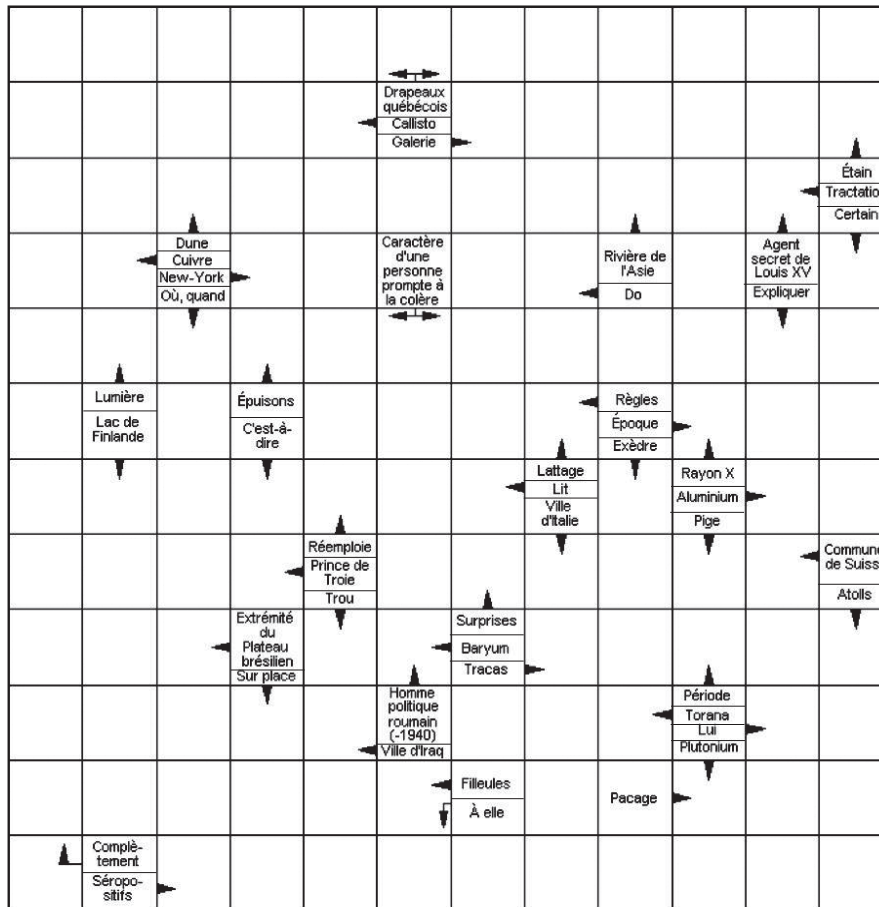 Drapeaux
québécois
Callisto
Galerie
Étain
Tractatio
Certain
Dune
Cuivre
New-York
Où, quand
Caractère
d'une
personne
prompte à
la colère
Rivière de
l'Asie
Do
Agent
secret de
Louis XV
Expliquer
Lumière
Lac de
Finlande
Épuisons
C'est-à-
dire
Règles
Époque
Exèdre
Lattage
Lit
Ville
d'Italie
Rayon X
Aluminium
Pige
Réemploie
Prince de
Troie
Trou
Commune
de Suiss
Atolls
Extrémité
du
Plateau
brésilien
Sur place
Surprises
Baryum
Tracas
Homme
politique
roumain
(-1940)
Ville d'Iraq
Période
Torana
Lui
Plutonium
Filleules
À elle
Pacage
Complè-
tement
Séropo-
sitifs